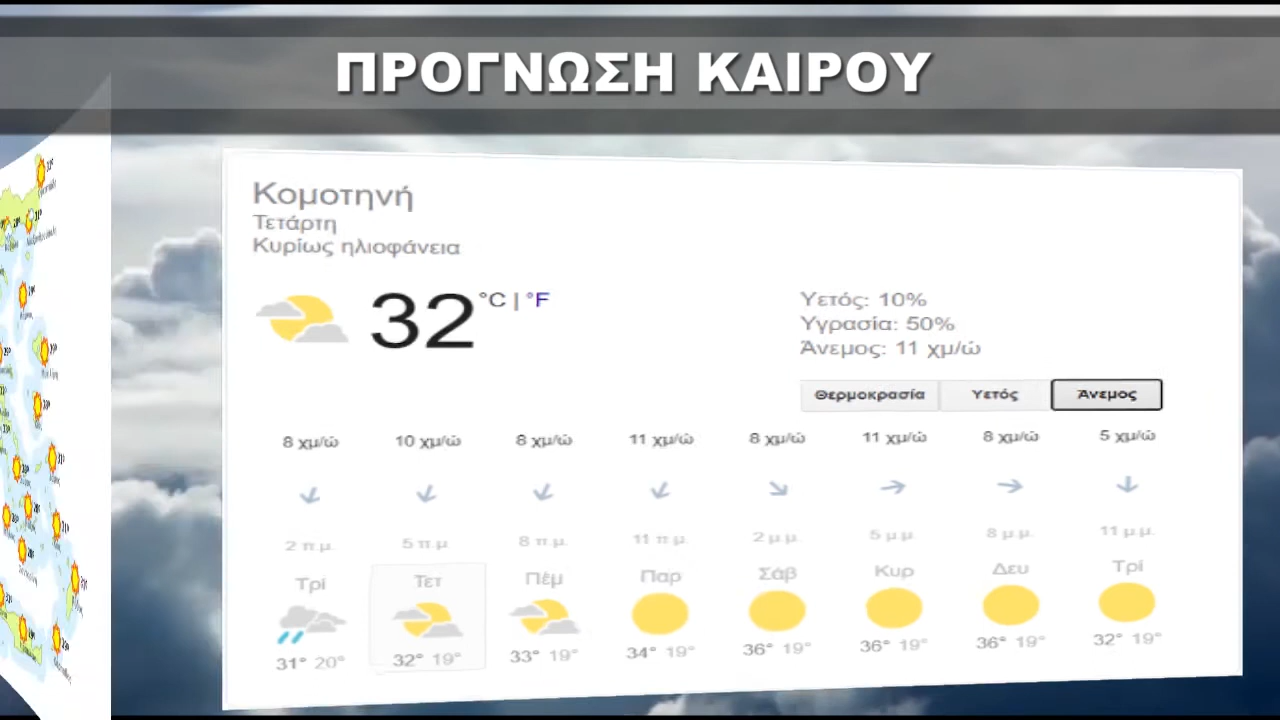 ΠΡΟΓΝΩΣΗ ΚΑΙΡΟΥ
Κομοτηνή
Τετάρτη
Κυρίως ηλιοφάνεια
32 °C | °F
Υετός: 10%
Υγρασία: 50%
Άνεμος: 11 χμ/ώ
Θερμοκρασία Υετός Άνεμος
8 χμ/ώ 10 χμ/ώ 8 χμ/ώ 11 χμ/ώ 8 χμ/ώ 11 χμ/ώ 8 χμ/ώ 5 χμ/ώ
2 π.μ. 5 π.μ. 8 π.μ. 11 π.μ. 2 μ.μ. 5 μ.μ. 8 μ.μ. 11 μ.μ.
Τρί Τετ Πέμ Παρ Σάβ Κυρ Δευ Τρί
31° 20° 32° 19° 33° 19° 34° 19° 36° 19° 36° 19° 36° 19° 32° 19°